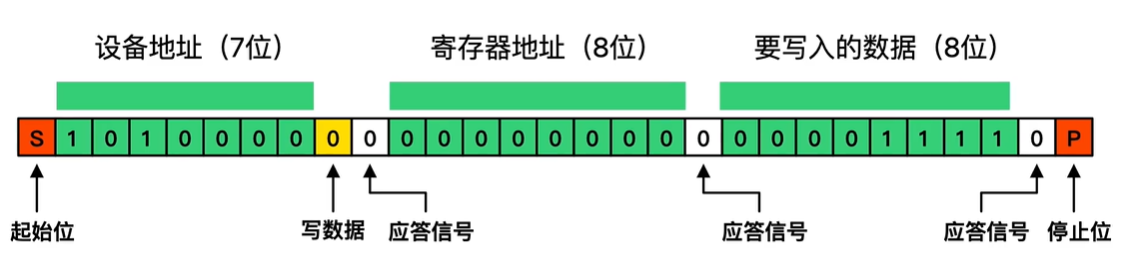 设备地址（7位） 寄存器地址（8位） 要写入的数据（8位）
S 1 0 1 0 0 0 0 0 0 0 0 0 0 0 0 0 0 0 0 0 0 0 1 1 1 1 0 P
起始位 写数据 应答信号 应答信号 应答信号 停止位